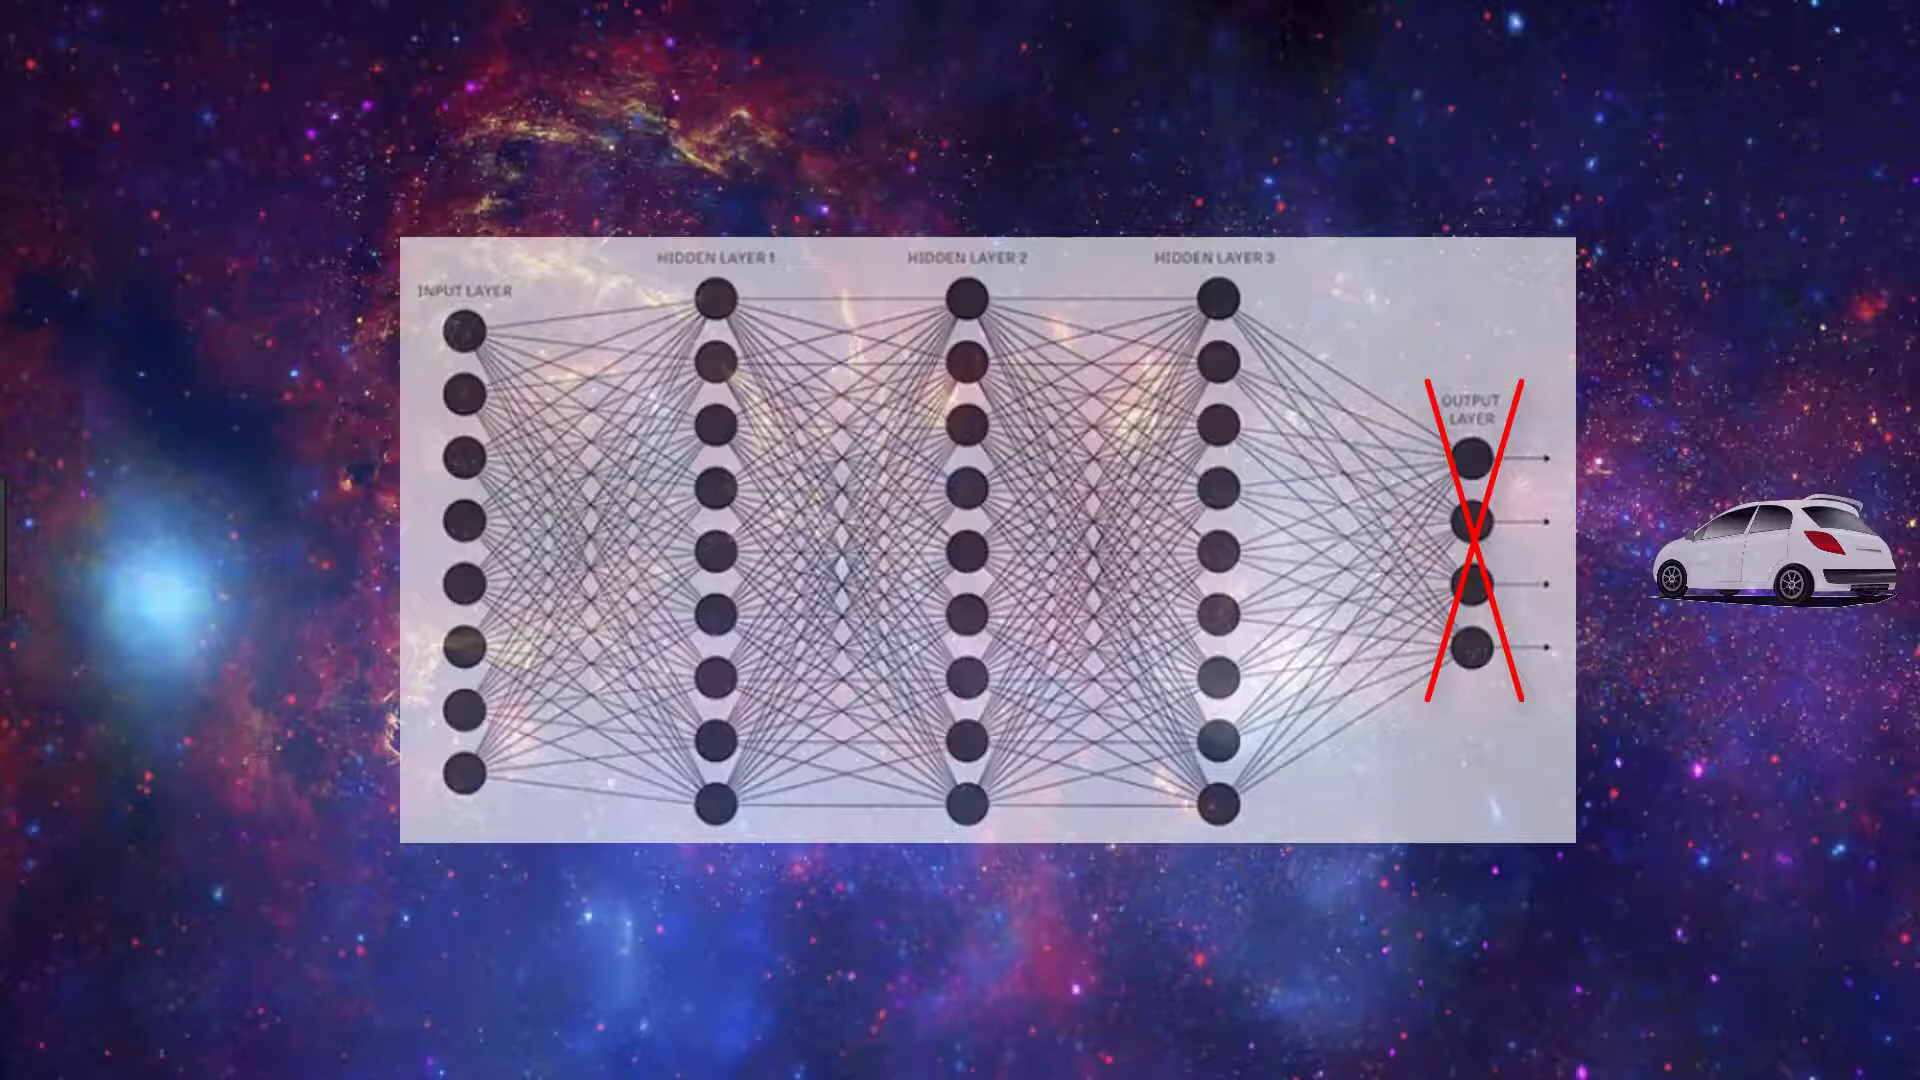 INPUT LAYER
HIDDEN LAYER 1
HIDDEN LAYER 2
HIDDEN LAYER 3
OUTPUT
LAYER